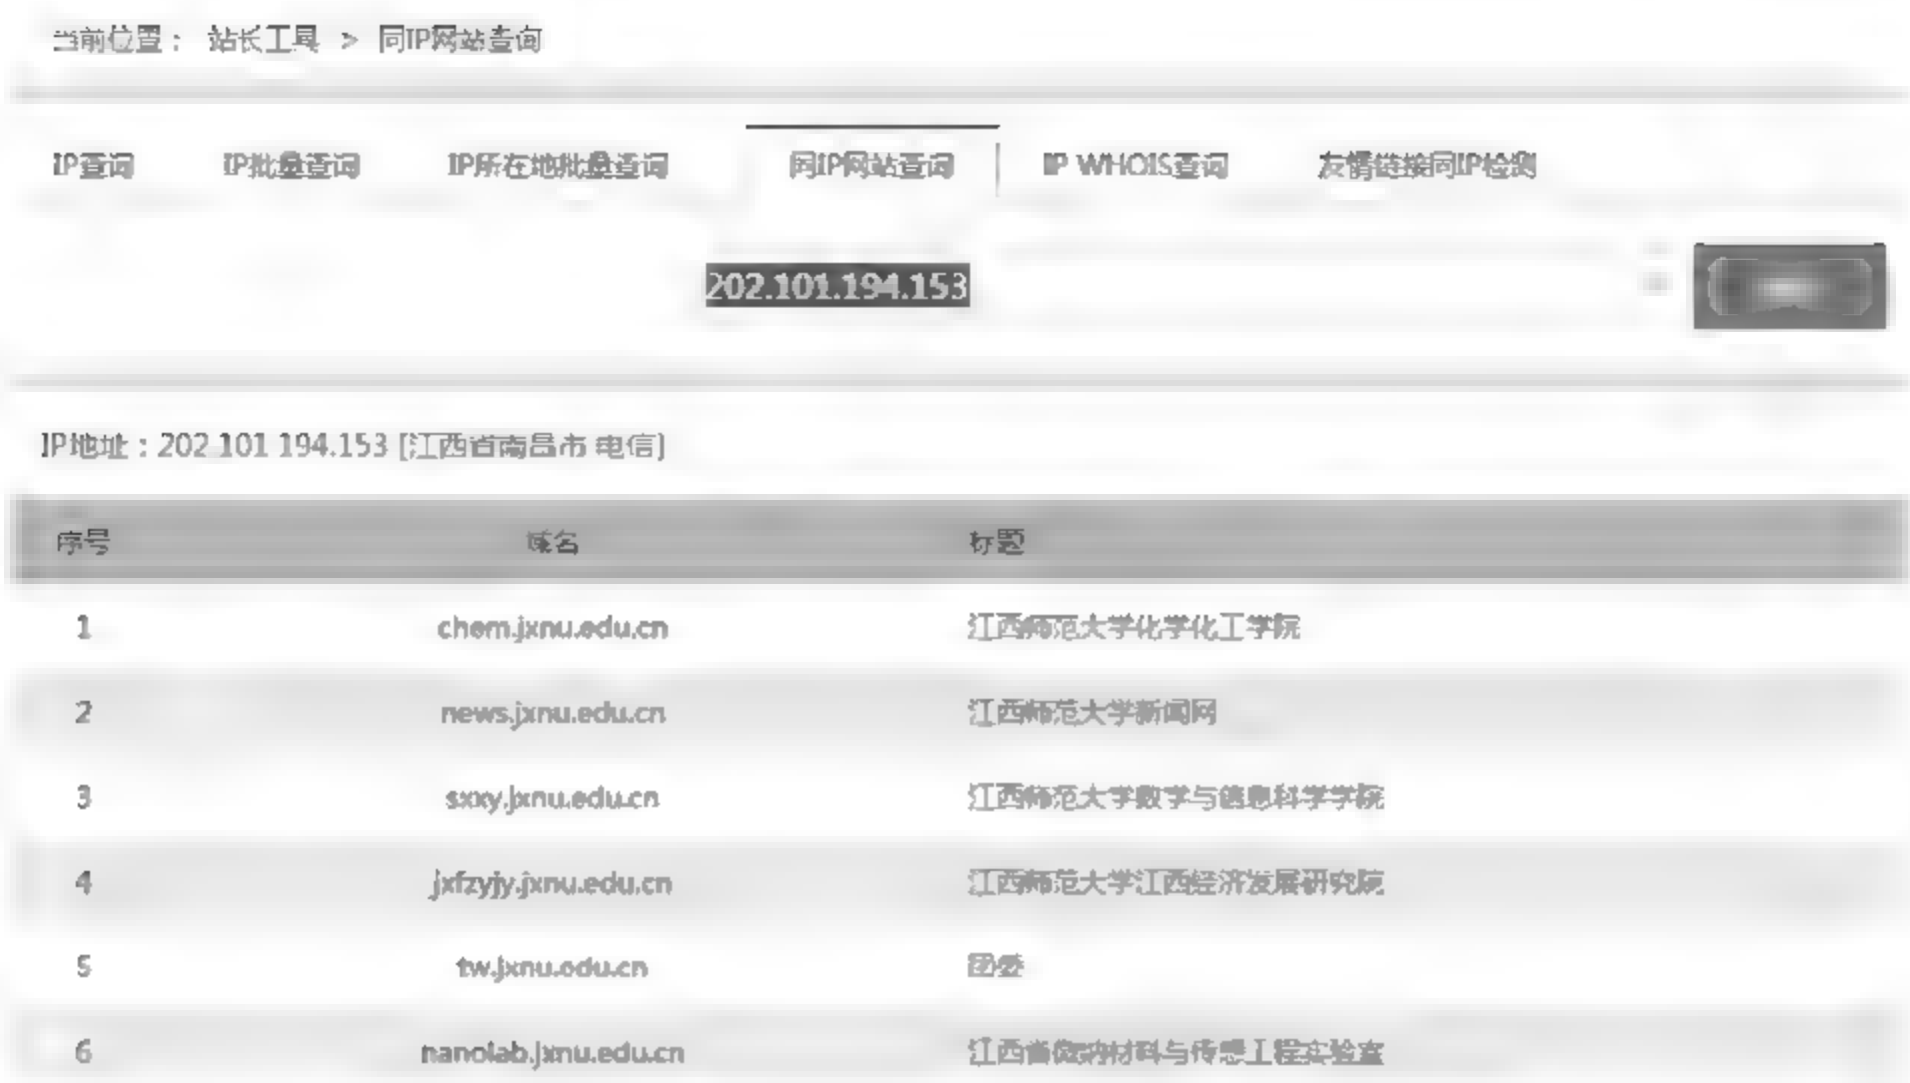 当前位置： 站长工具 > 同IP网站查询
IP查询 IP批量查询 IP所在地批量查询 同IP网站查询 IP WHOIS查询 友情链接同IP检测
202.101.194.153
IP地址：202.101.194.153 [江西省南昌市 电信]
序号 域名 标题
1 chem.jxnu.edu.cn 江西师范大学化学化工学院
2 news.jxnu.edu.cn 江西师范大学新闻网
3 sxxy.jxnu.edu.cn 江西师范大学数学与信息科学学院
4 jxfzyjy.jxnu.edu.cn 江西师范大学江西经济发展研究院
5 tw.jxnu.edu.cn 团委
6 nanolab.jxnu.edu.cn 江西省微纳材料与传感工程实验室